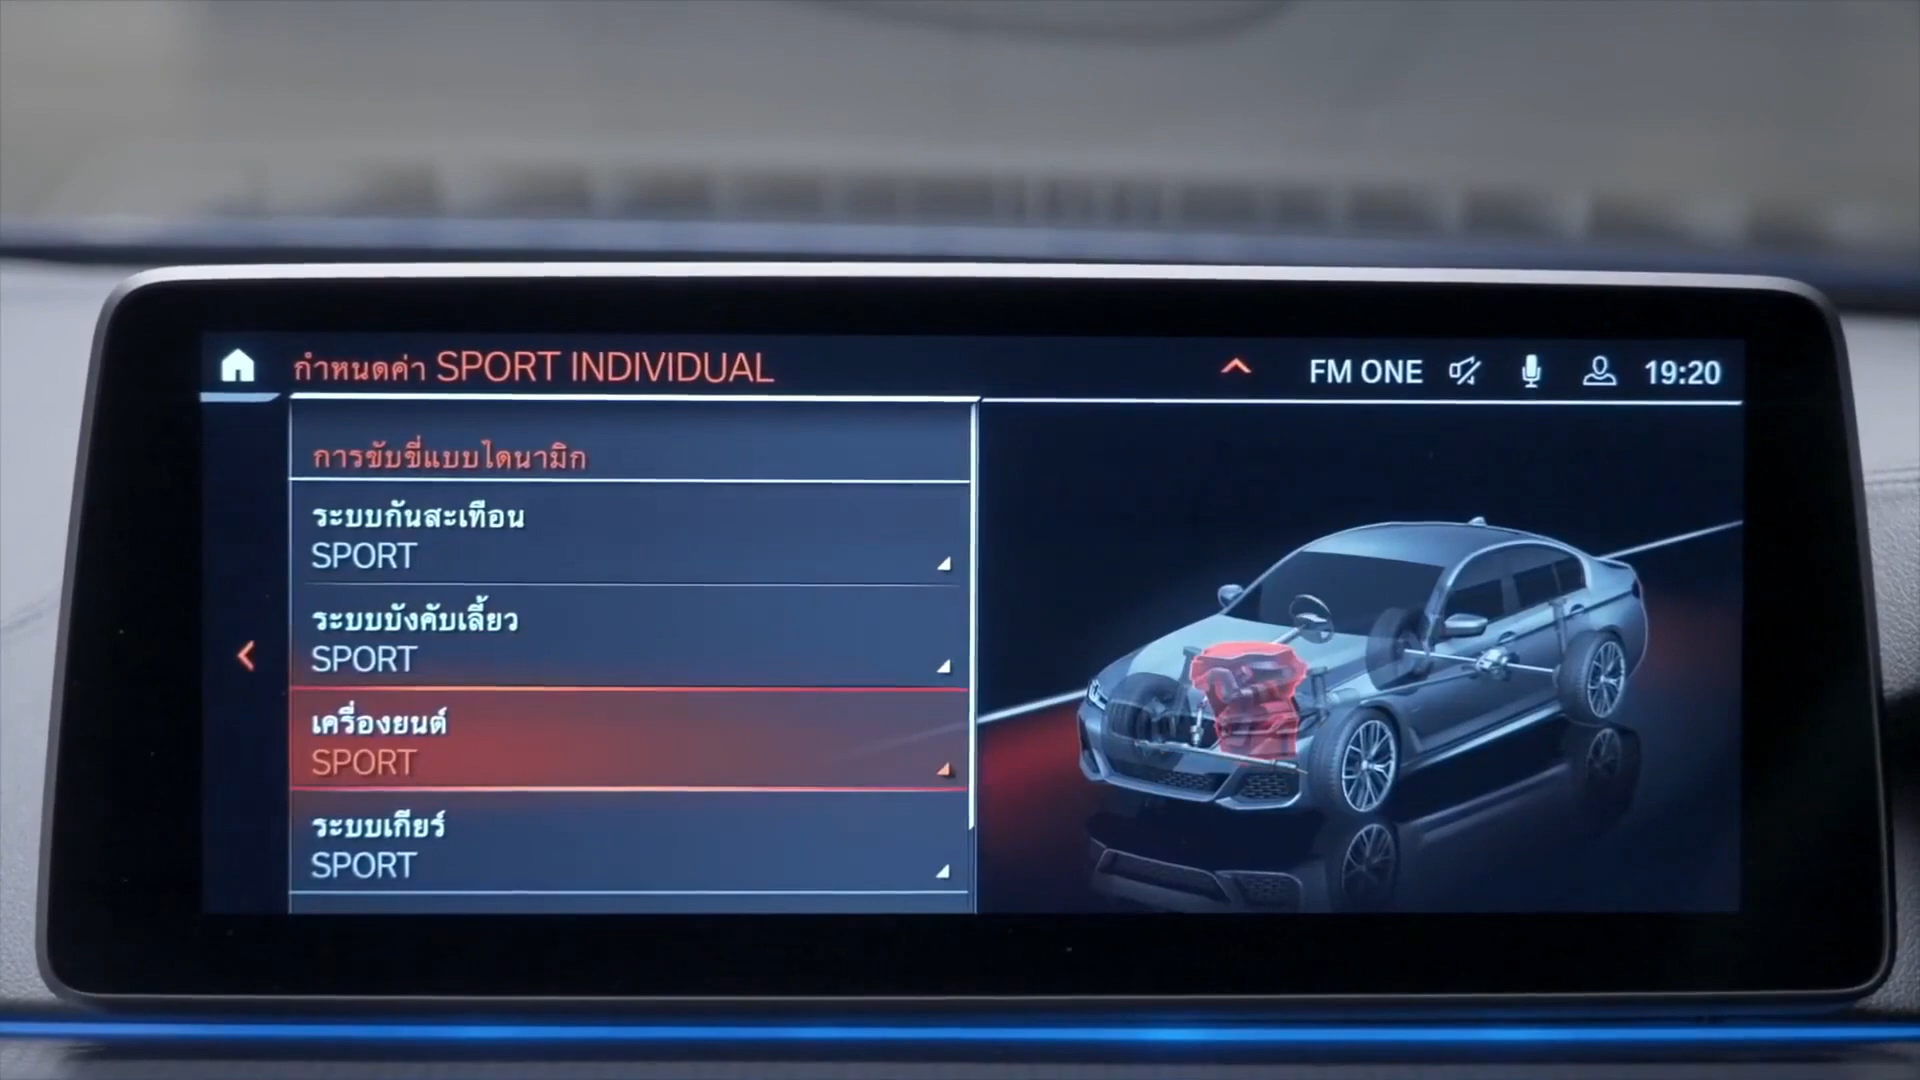 กำหนดค่า SPORT INDIVIDUAL
FM ONE 19:20
การขับขี่แบบไดนามิก
ระบบกันสะเทือน
SPORT
ระบบบังคับเลี้ยว
SPORT
เครื่องยนต์
SPORT
ระบบเกียร์
SPORT